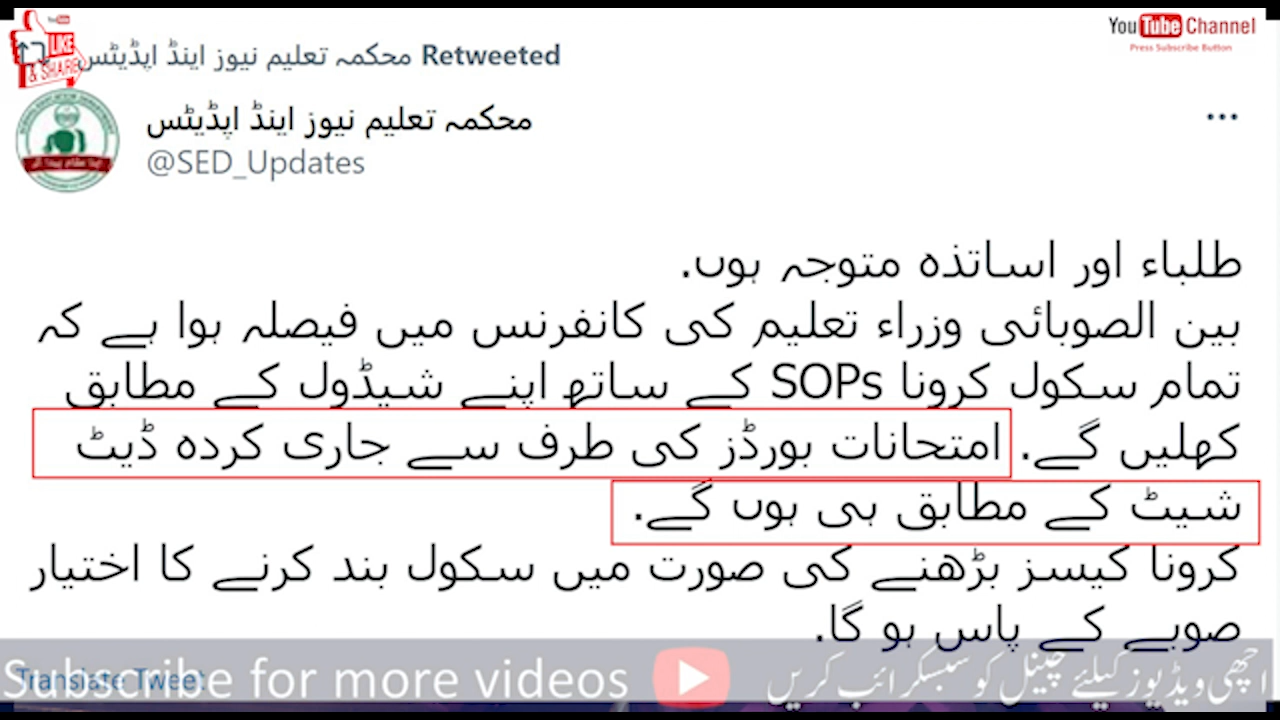 YouTube Channel
Press Subscribe Button
LIKE
& SHARE
محکمہ تعلیم نیوز اینڈ اپڈیٹس Retweeted
محکمہ تعلیم نیوز اینڈ اپڈیٹس
@SED_Updates
طلباء اور اساتذہ متوجہ ہوں.
بین الصوبائی وزراء تعلیم کی کانفرنس میں فیصلہ ہوا ہے کہ
تمام سکول کرونا SOPs کے ساتھ اپنے شیڈول کے مطابق
کھلیں گے. امتحانات بورڈز کی طرف سے جاری کردہ ڈیٹ
شیٹ کے مطابق ہی ہوں گے.
کرونا کیسز بڑھنے کی صورت میں سکول بند کرنے کا اختیار
صوبے کے پاس ہو گا.
Translate Tweet
Subscribe for more videos
اچھی ویڈیوز کیلئے چینل کو سبسکرائب کریں